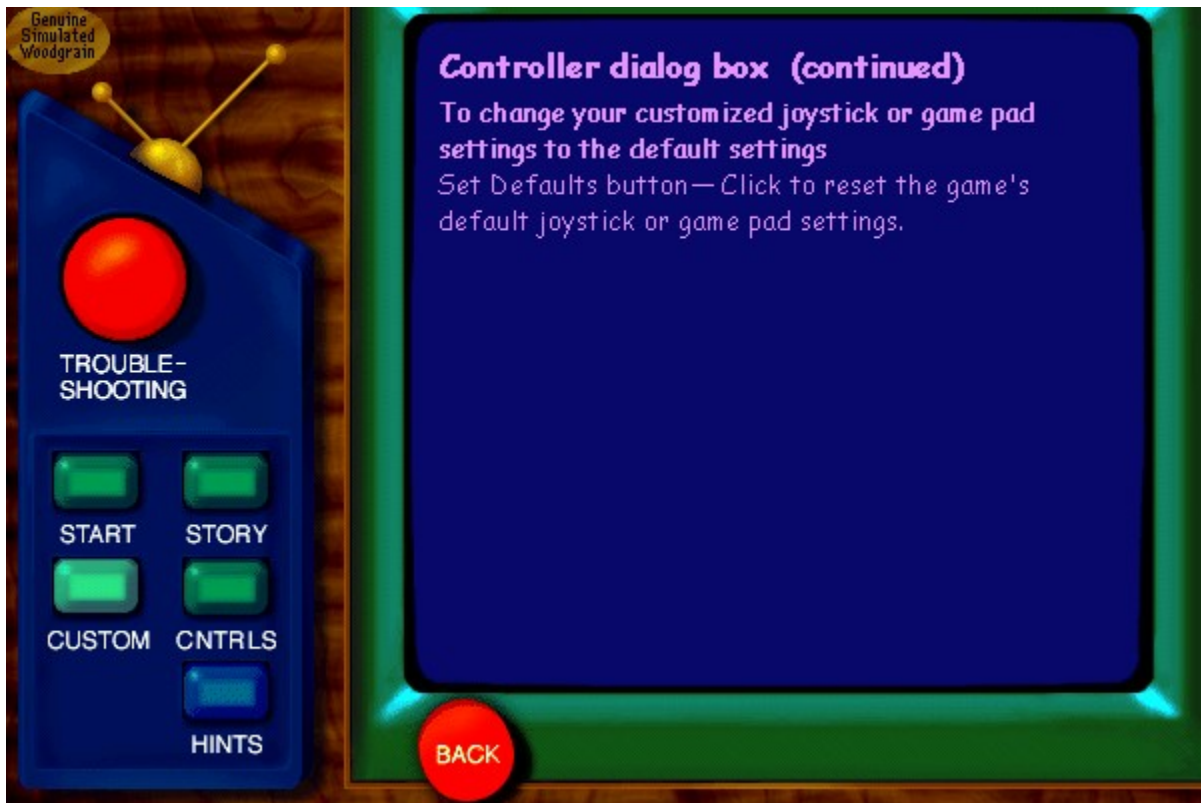 Genuine
Simulated
Woodgrain
Controller dialog box (continued)
To change your customized joystick or game pad
settings to the default settings
Set Defaults button—Click to reset the game's
default joystick or game pad settings.
TROUBLE-
SHOOTING
START
STORY
CUSTOM
CNTRLS
HINTS
BACK